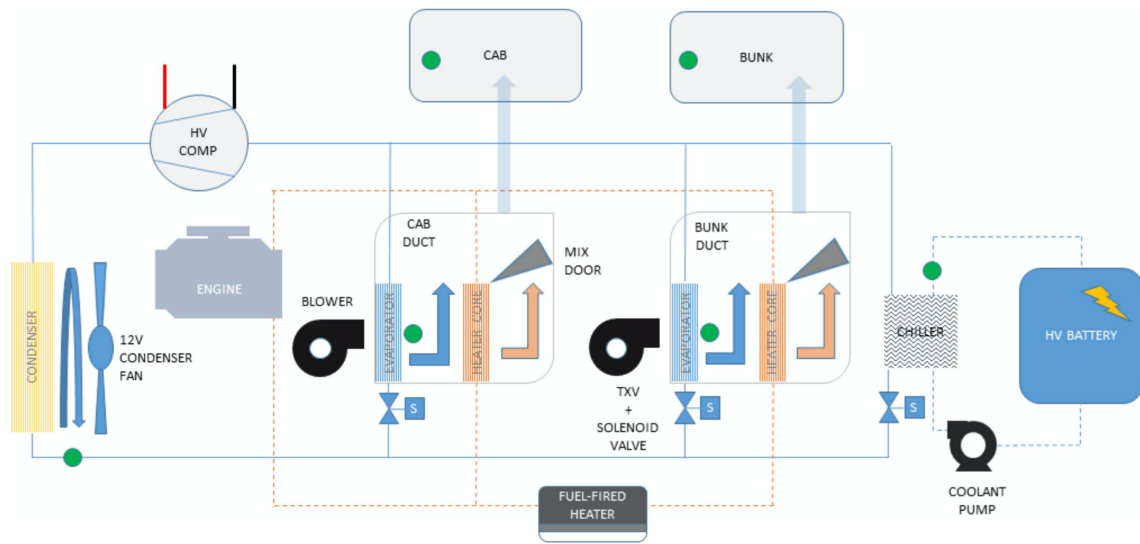 CAB
BUNK
HV
COMP
CAB
DUCT
BUNK
DUCT
MIX
DOOR
ENGINE
BLOWER
CONDENSER
12V
CONDENSER
FAN
EVAPORATOR
HEATER CORE
EVAPORATOR
HEATER CORE
CHILLER
HV BATTERY
S
S
S
TXV
+
SOLENOID
VALVE
FUEL-FIRED
HEATER
COOLANT
PUMP